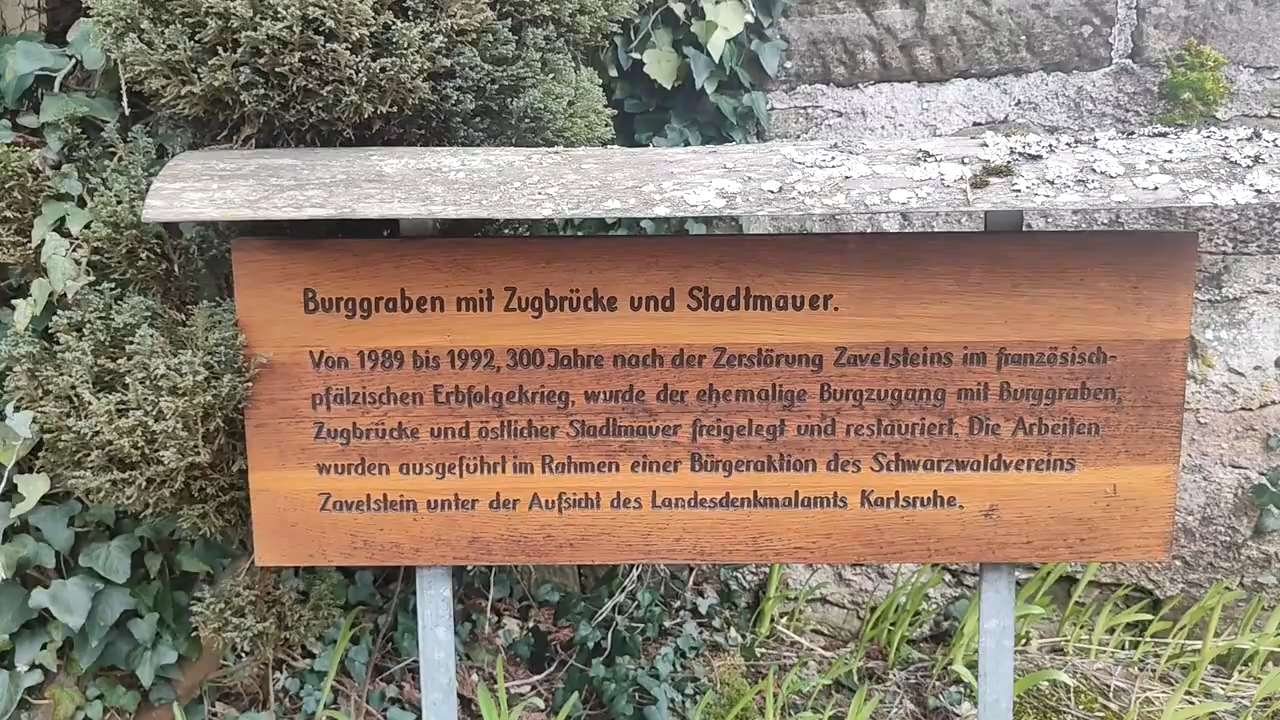 Burggraben mit Zugbrücke und Stadtmauer.
Von 1989 bis 1992, 300 Jahre nach der Zerstörung Zavelsteins im französisch-
pfälzischen Erbfolgekrieg, wurde der ehemalige Burgzugang mit Burggraben,
Zugbrücke und östlicher Stadtmauer freigelegt und restauriert. Die Arbeiten
wurden ausgeführt im Rahmen einer Bürgeraktion des Schwarzwaldvereins
Zavelstein unter der Aufsicht des Landesdenkmalamts Karlsruhe.